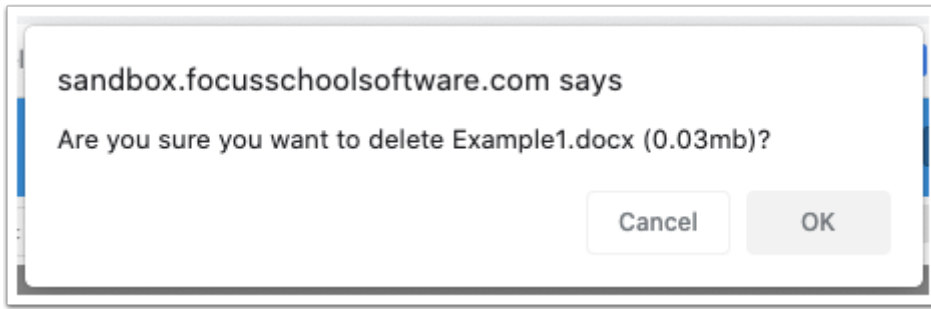 sandbox.focusschoolsoftware.com says
Are you sure you want to delete Example1.docx (0.03mb)?
Cancel
OK